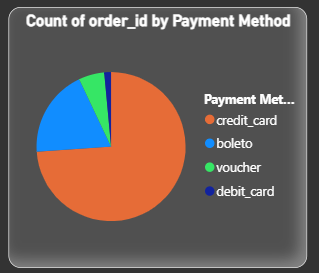 Count of order_id by Payment Method
Payment Met...
credit_card
boleto
voucher
debit_card